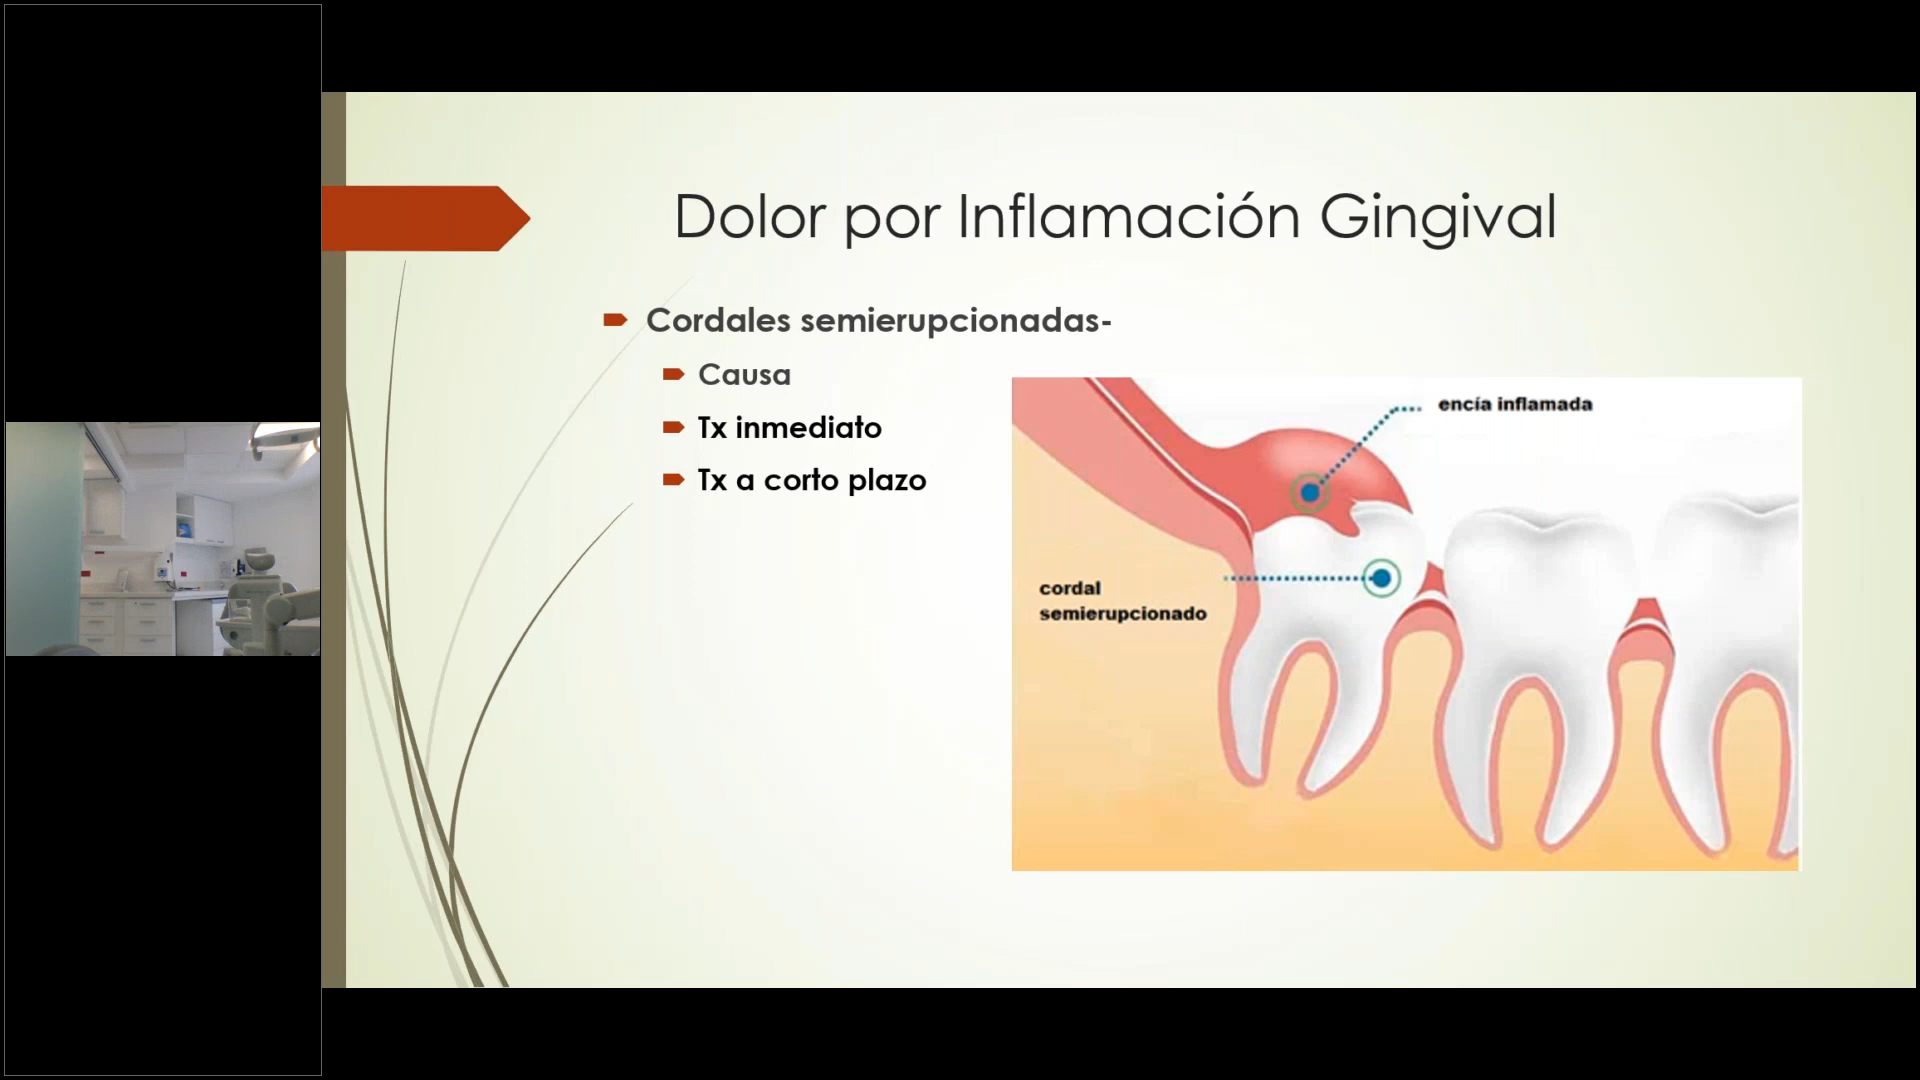 Dolor por Inflamación Gingival
Cordales semierupcionadas-
Causa
Tx inmediato
Tx a corto plazo
encía inflamada
cordal
semierupcionado